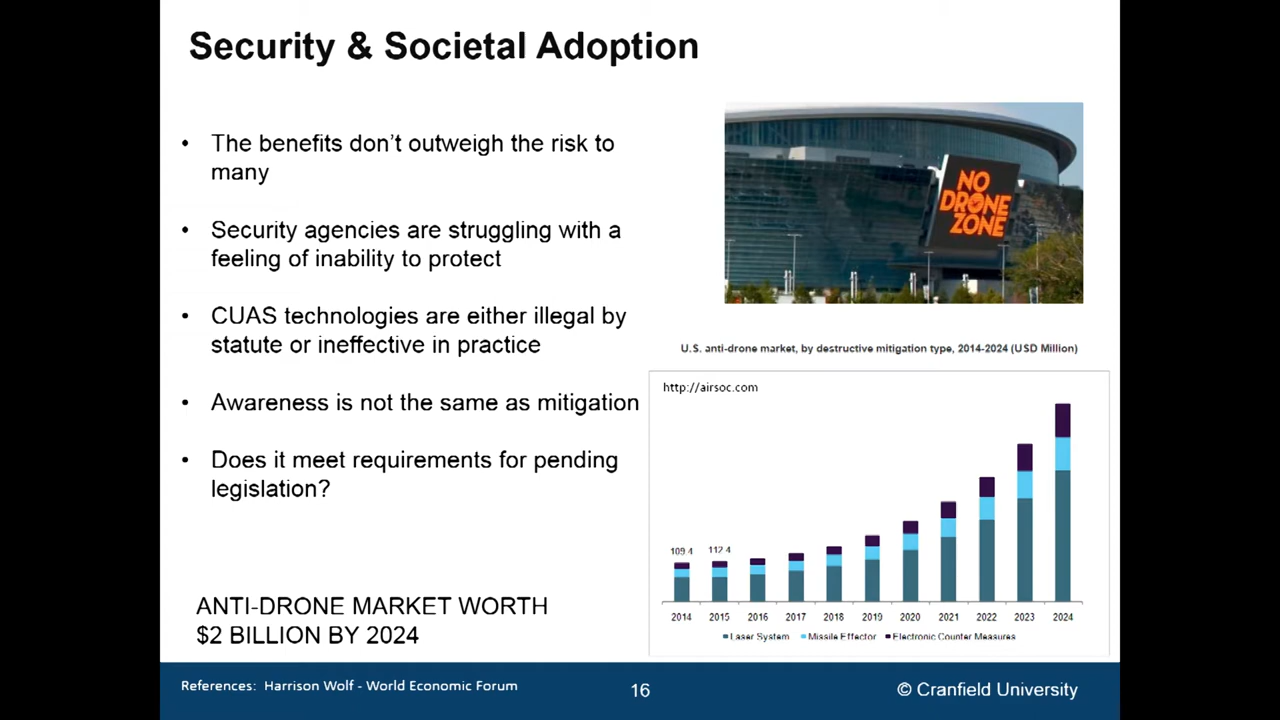 Security & Societal Adoption
• The benefits don't outweigh the risk to
many
• Security agencies are struggling with a
feeling of inability to protect
• CUAS technologies are either illegal by
statute or ineffective in practice
• Awareness is not the same as mitigation
• Does it meet requirements for pending
legislation?
ANTI-DRONE MARKET WORTH
$2 BILLION BY 2024
NO
DRONE
ZONE
U.S. anti-drone market, by destructive mitigation type, 2014-2024 (USD Million)
http://airsoc.com
109.4 112.4
2014 2015 2016 2017 2018 2019 2020 2021 2022 2023 2024
Laser System Missile Effector Electronic Counter Measures
References: Harrison Wolf - World Economic Forum
16
© Cranfield University